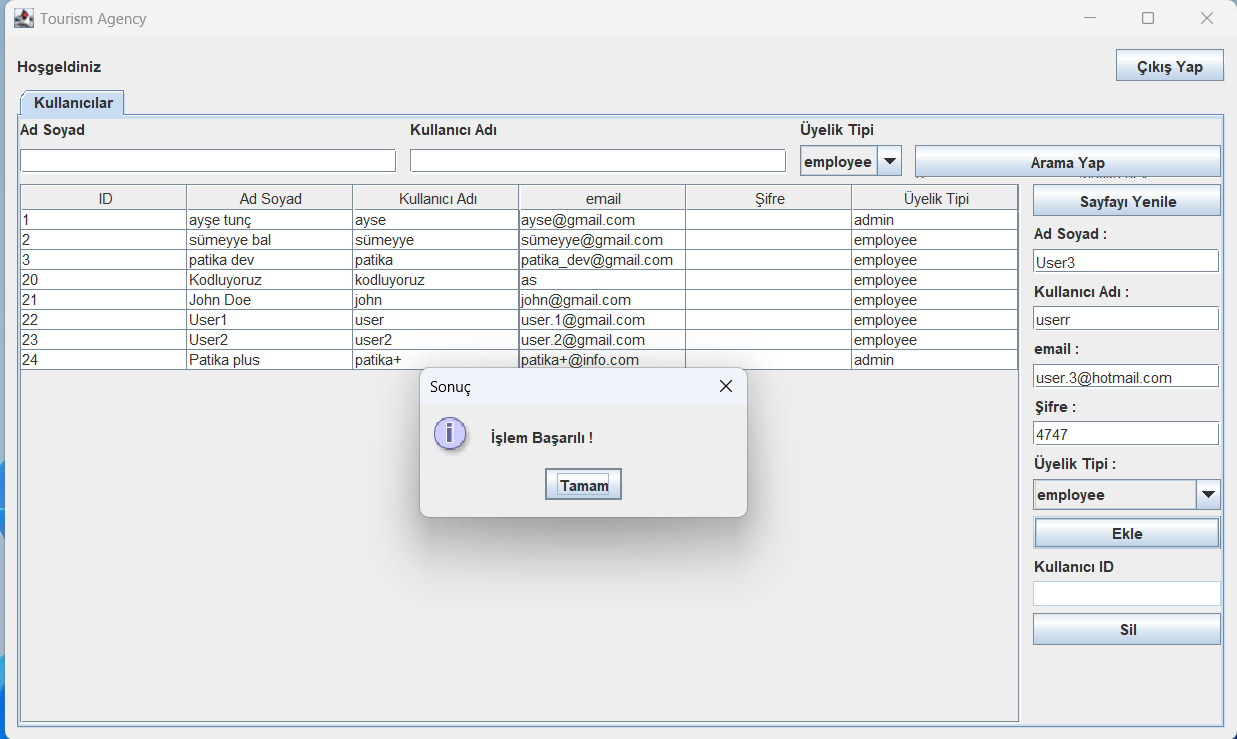 Tourism Agency
Hoşgeldiniz
Çıkış Yap
Kullanıcılar
Ad Soyad Kullanıcı Adı Üyelik Tipi
employee Arama Yap
ID Ad Soyad Kullanıcı Adı email Şifre Üyelik Tipi
1 ayşe tunç ayse ayse@gmail.com admin
2 sümeyye bal sümeyye sümeyye@gmail.com employee
3 patika dev patika patika_dev@gmail.com employee
20 Kodluyoruz kodluyoruz as employee
21 John Doe john john@gmail.com employee
22 User1 user user.1@gmail.com employee
23 User2 user2 user.2@gmail.com employee
24 Patika plus patika+ patika+@info.com admin
Sonuç
İşlem Başarılı !
Tamam
Sayfayı Yenile
Ad Soyad :
User3
Kullanıcı Adı :
userr
email :
user.3@hotmail.com
Şifre :
4747
Üyelik Tipi :
employee
Ekle
Kullanıcı ID
Sil